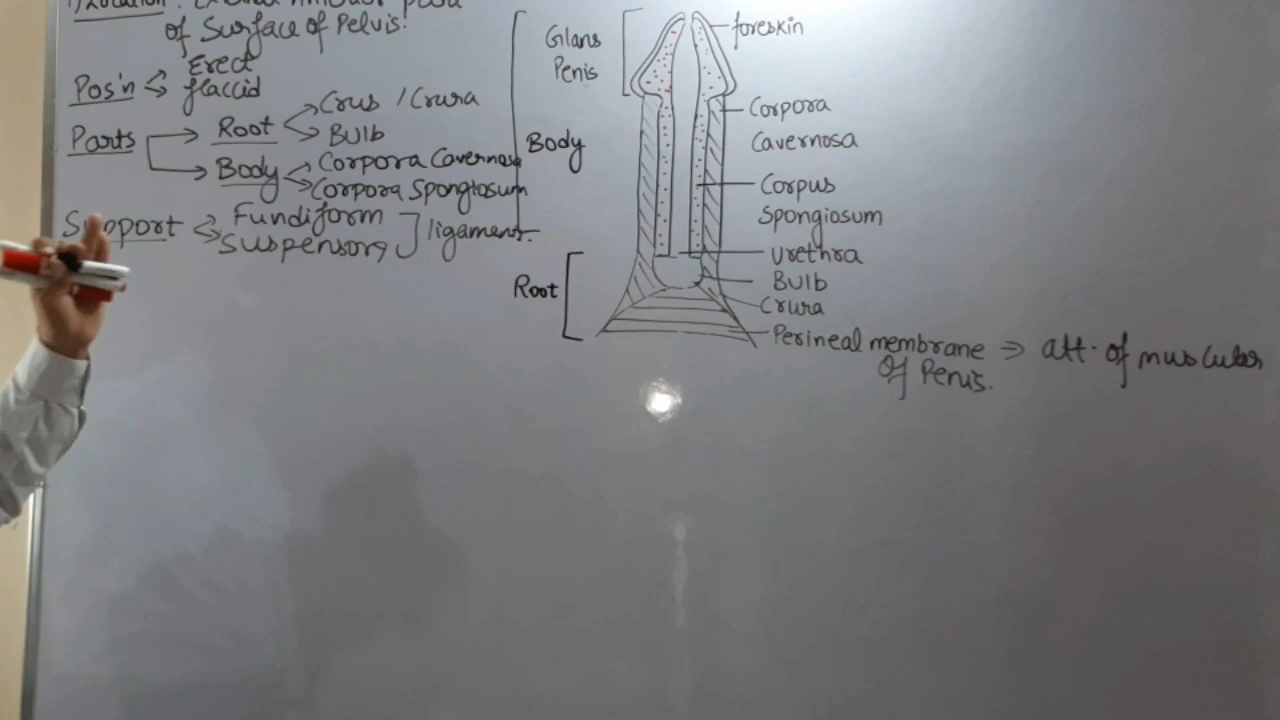 of Surface of Pelvis.
Pos'n
Erect
flaccid
Parts
Root
Crus / Crura
Bulb
Body
Corpora Cavernosa
Corpora Spongiosum
Support
Fundiform
Suspensory
ligament.
Glans
Penis
Body
Root
foreskin
Corpora
Cavernosa
Corpus
Spongiosum
Urethra
Bulb
Crura
Perineal membrane ⇒ att. of muscular
of Penis.